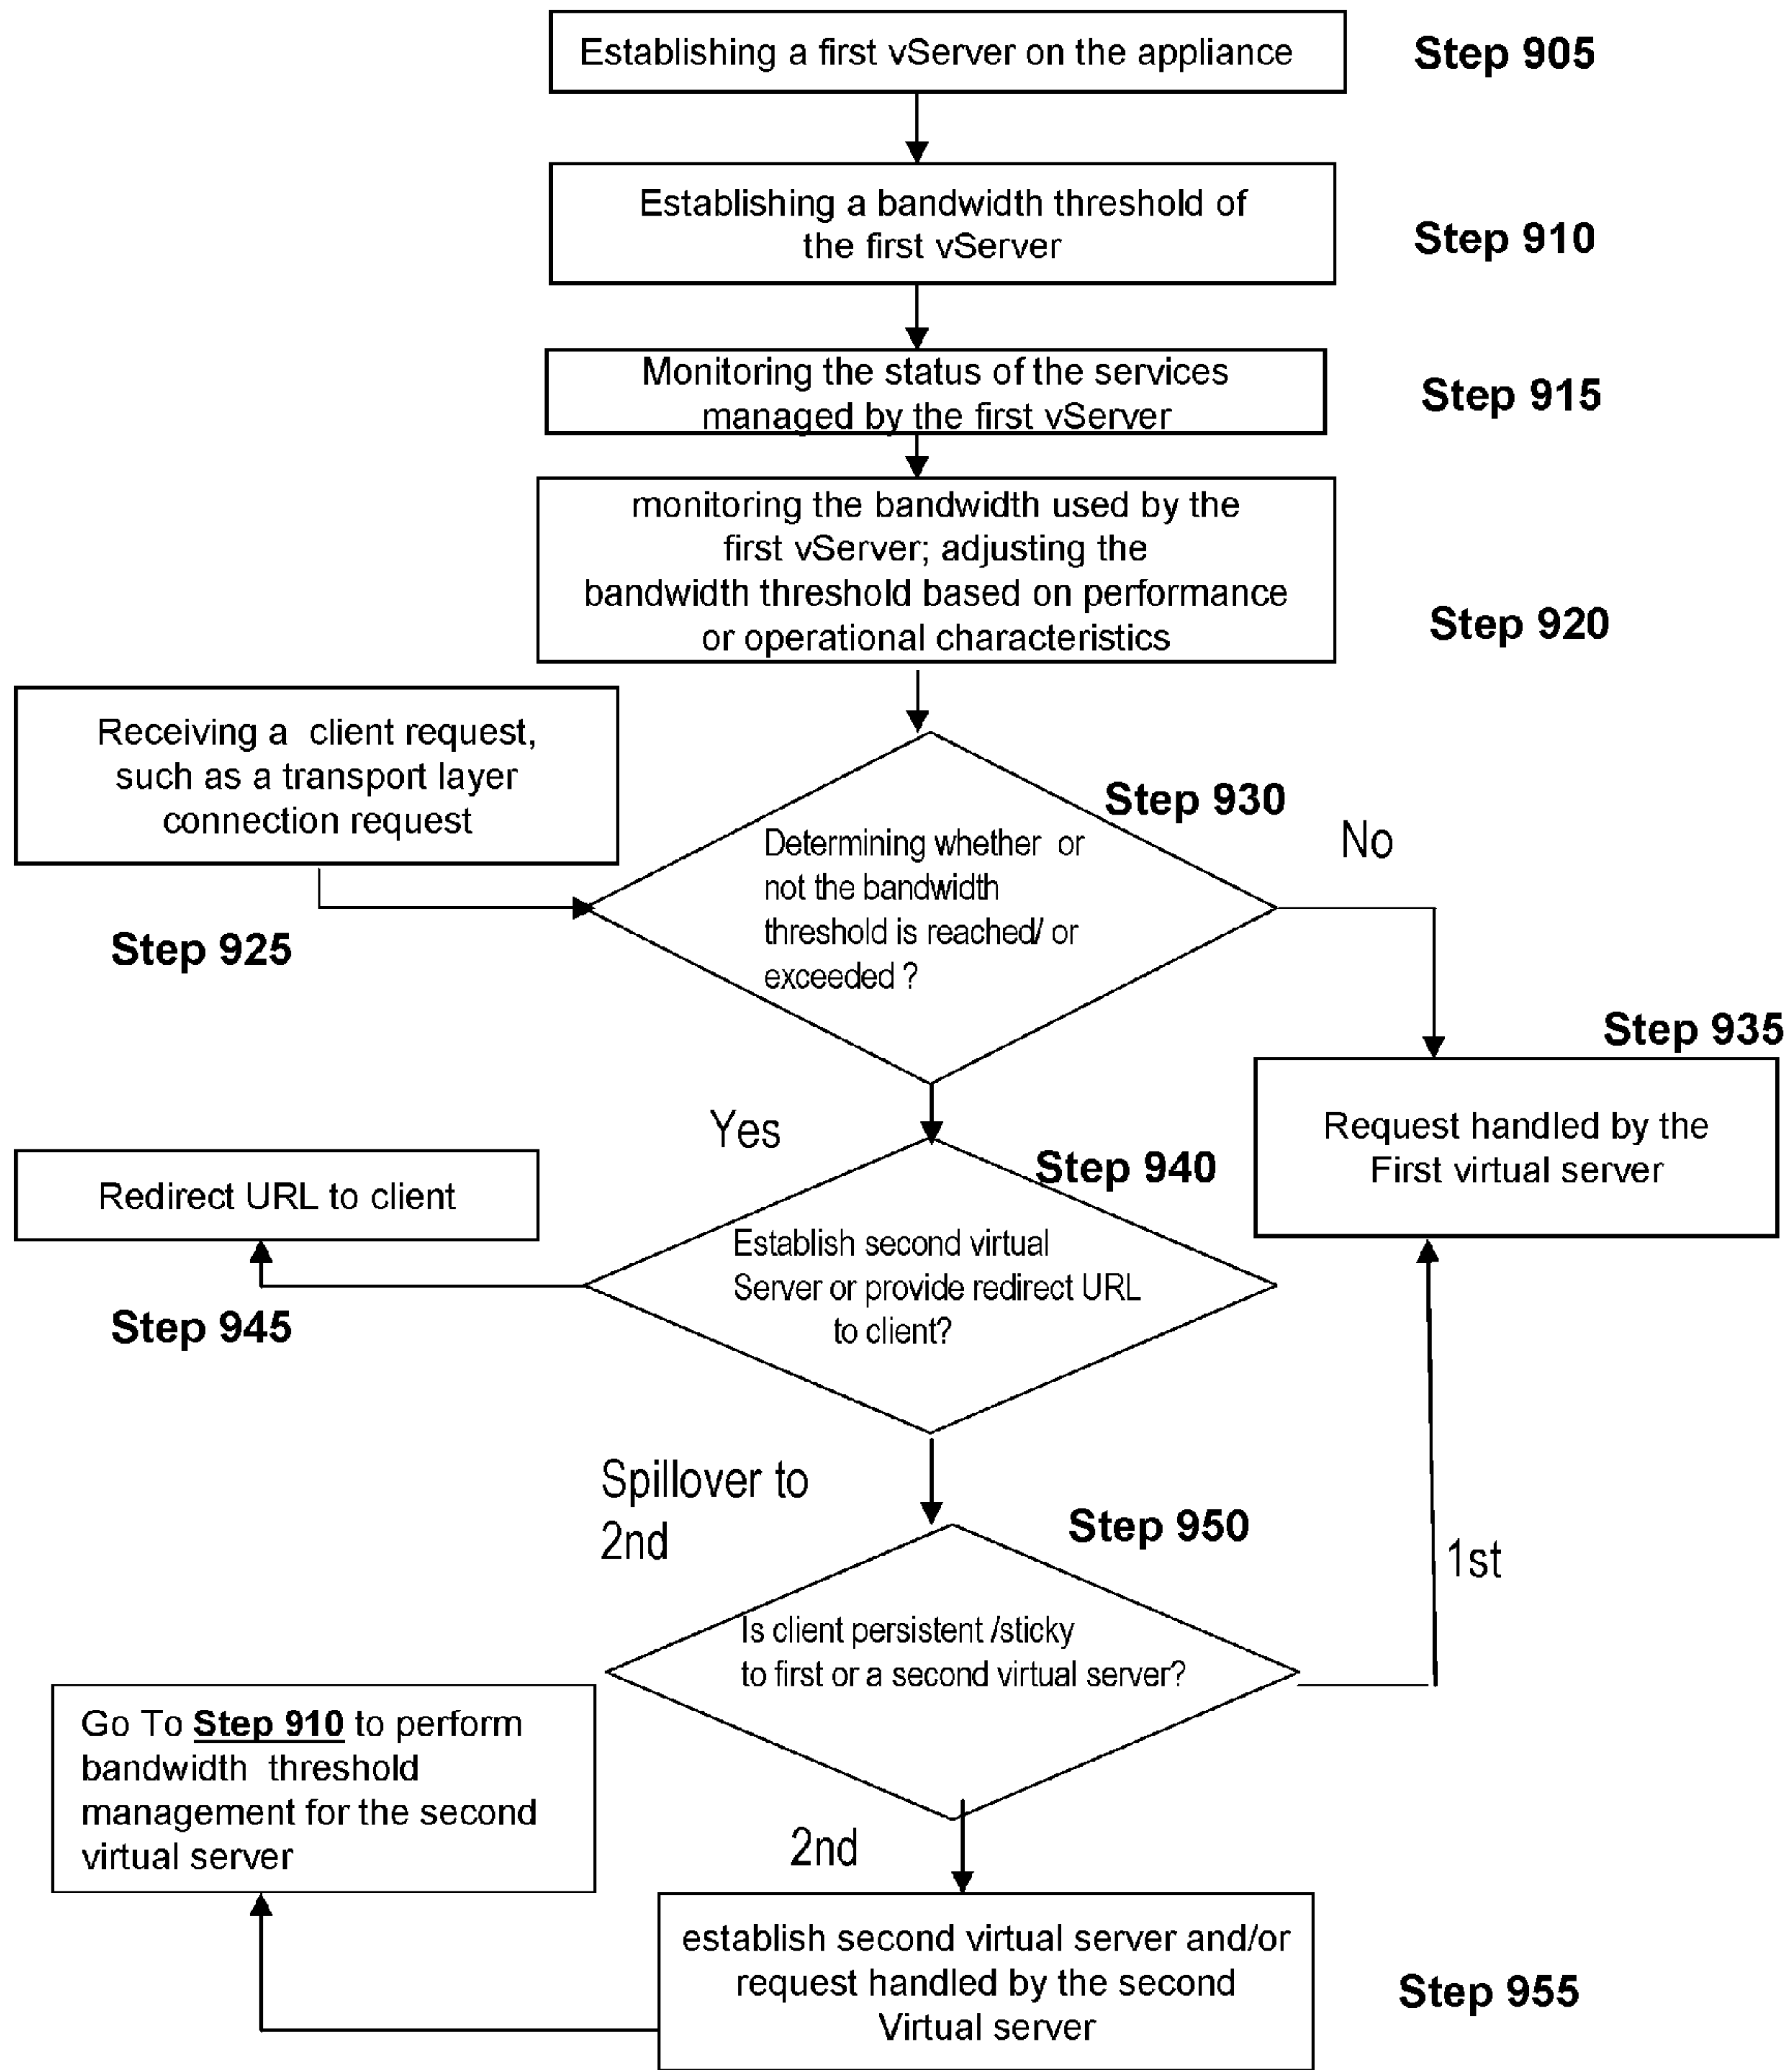 Establishing a first vServer on the appliance
Step 905
Establishing a bandwidth threshold of
the first vServer
Step 910
Monitoring the status of the services
managed by the first vServer
Step 915
monitoring the bandwidth used by the
first vServer; adjusting the
bandwidth threshold based on performance
or operational characteristics
Step 920
Receiving a client request,
such as a transport layer
connection request
Step 925
Step 930
Determining whether or
not the bandwidth
threshold is reached/ or
exceeded ?
No
Step 935
Request handled by the
First virtual server
Yes
Step 940
Establish second virtual
Server or provide redirect URL
to client?
Redirect URL to client
Step 945
Spillover to
2nd
Step 950
Is client persistent /sticky
to first or a second virtual server?
1st
2nd
Go To Step 910 to perform
bandwidth threshold
management for the second
virtual server
establish second virtual server and/or
request handled by the second
Virtual server
Step 955